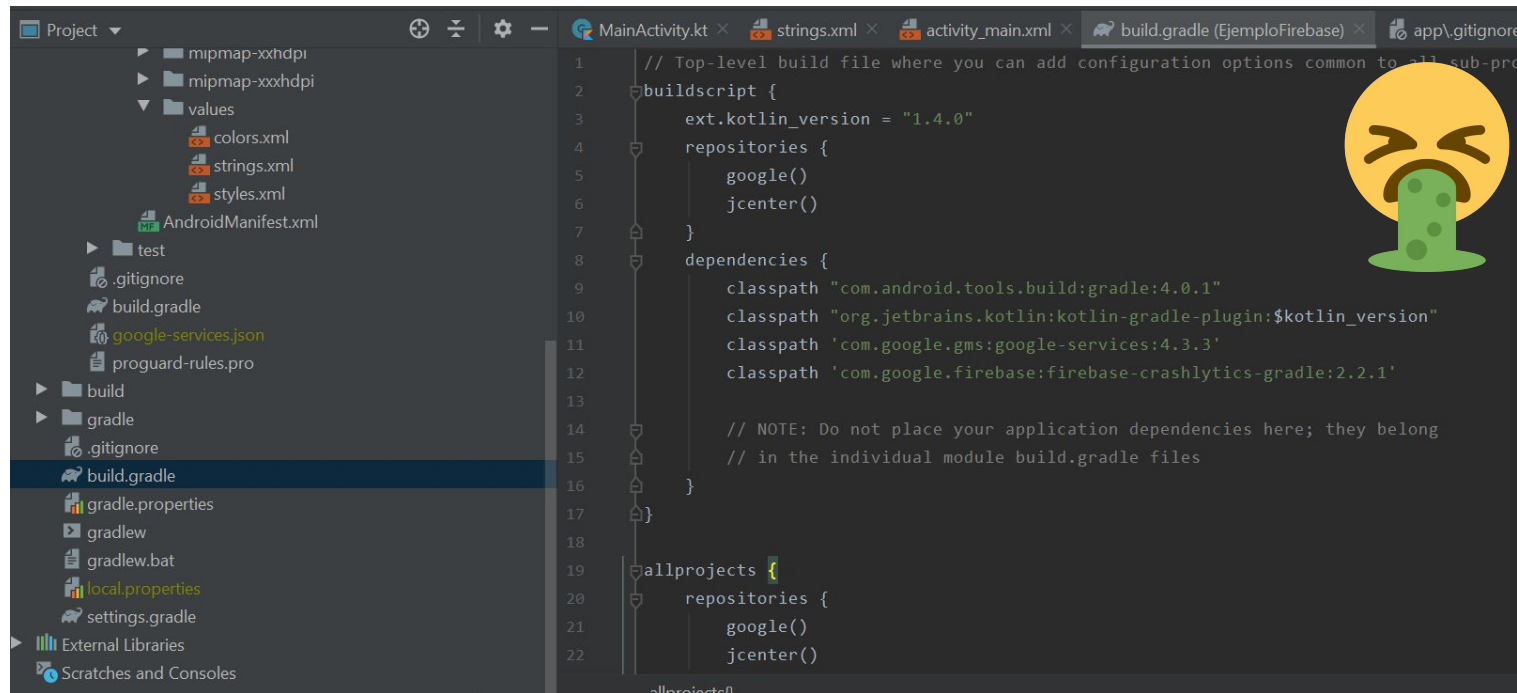 Project
mipmap-xxhdpi
mipmap-xxxhdpi
values
colors.xml
strings.xml
styles.xml
AndroidManifest.xml
test
.gitignore
build.gradle
google-services.json
proguard-rules.pro
build
gradle
.gitignore
build.gradle
gradle.properties
gradlew
gradlew.bat
local.properties
settings.gradle
External Libraries
Scratches and Consoles
MainActivity.kt strings.xml activity_main.xml build.gradle (EjemploFirebase) app\.gitignore
1 // Top-level build file where you can add configuration options common to all sub-pro
2 buildscript {
3 ext.kotlin_version = "1.4.0"
4 repositories {
5 google()
6 jcenter()
7 }
8 dependencies {
9 classpath "com.android.tools.build:gradle:4.0.1"
10 classpath "org.jetbrains.kotlin:kotlin-gradle-plugin:$kotlin_version"
11 classpath 'com.google.gms:google-services:4.3.3'
12 classpath 'com.google.firebase:firebase-crashlytics-gradle:2.2.1'
13
14 // NOTE: Do not place your application dependencies here; they belong
15 // in the individual module build.gradle files
16 }
17 }
18
19 allprojects {
20 repositories {
21 google()
22 jcenter()
allprojects{}